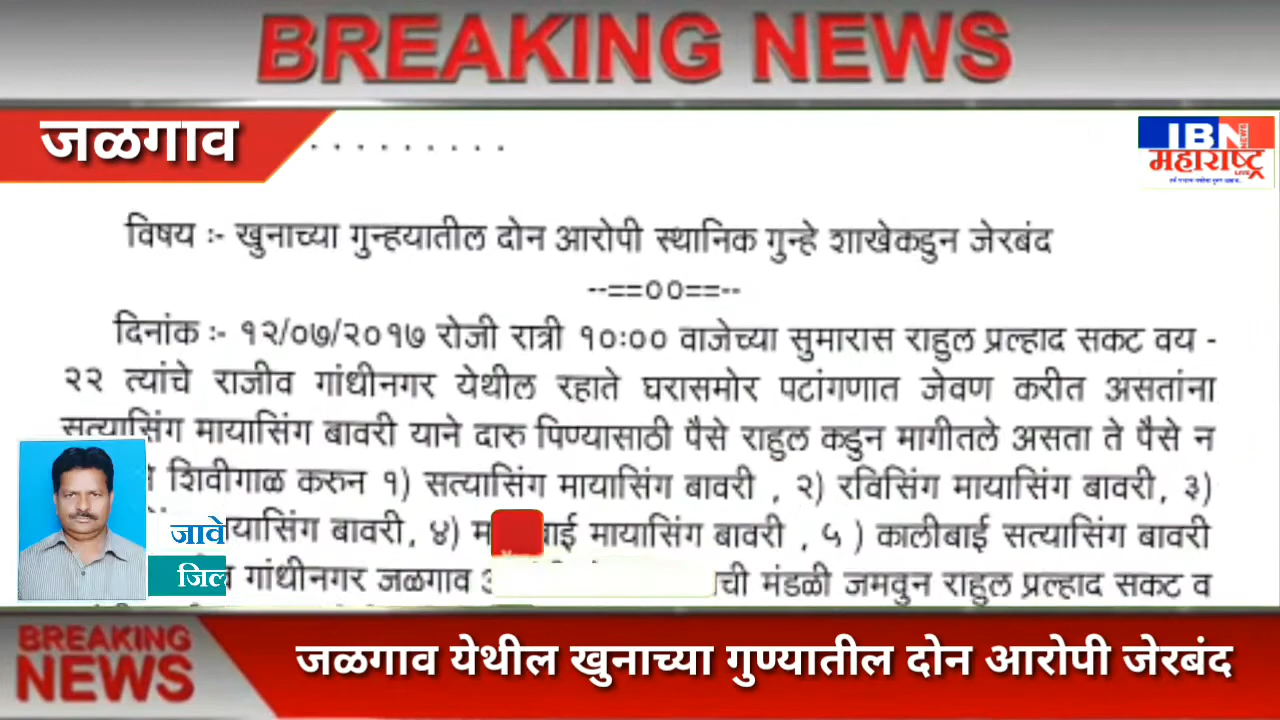 BREAKING NEWS
जळगाव
IBN NEWS
महाराष्ट्र
LIVE
विषय :- खुनाच्या गुन्हयातील दोन आरोपी स्थानिक गुन्हे शाखेकडुन जेरबंद
--==००==--
दिनांक :- १२/०७/२०१७ रोजी रात्री १०:०० वाजेच्या सुमारास राहुल प्रल्हाद सकट वय -
२२ त्यांचे राजीव गांधीनगर येथील रहाते घरासमोर पटांगणात जेवण करीत असतांना
सत्यासिंग मायासिंग बावरी याने दारु पिण्यासाठी पैसे राहुल कडुन मागीतले असता ते पैसे न
शिवीगाळ करुन १) सत्यासिंग मायासिंग बावरी , २) रविसिंग मायासिंग बावरी, ३)
मायासिंग बावरी, ४) मायासिंग बावरी , ५ ) कालीबाई सत्यासिंग बावरी
गांधीनगर जळगाव मंडळी जमवुन राहुल प्रल्हाद सकट व
जावे
जिल
BREAKING
NEWS
जळगाव येथील खुनाच्या गुण्यातील दोन आरोपी जेरबंद